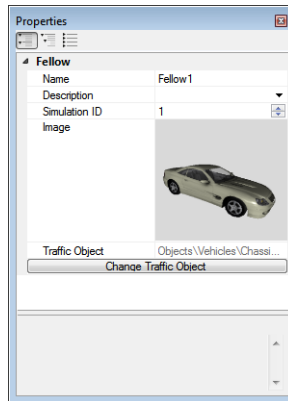 Properties
Fellow
Name Fellow1
Description
Simulation ID 1
Image
Traffic Object Objects\Vehicles\Chassi...
Change Traffic Object